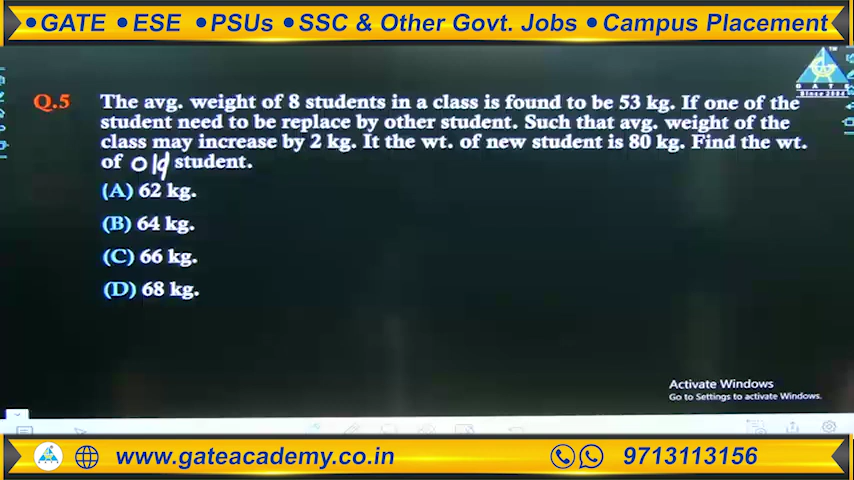 •GATE •ESE •PSUs •SSC & Other Govt. Jobs •Campus Placement
GATE
Since 2004
Q.5 The avg. weight of 8 students in a class is found to be 53 kg. If one of the
student need to be replace by other student. Such that avg. weight of the
class may increase by 2 kg. It the wt. of new student is 80 kg. Find the wt.
of old student.
(A) 62 kg.
(B) 64 kg.
(C) 66 kg.
(D) 68 kg.
Activate Windows
Go to Settings to activate Windows.
www.gateacademy.co.in 9713113156